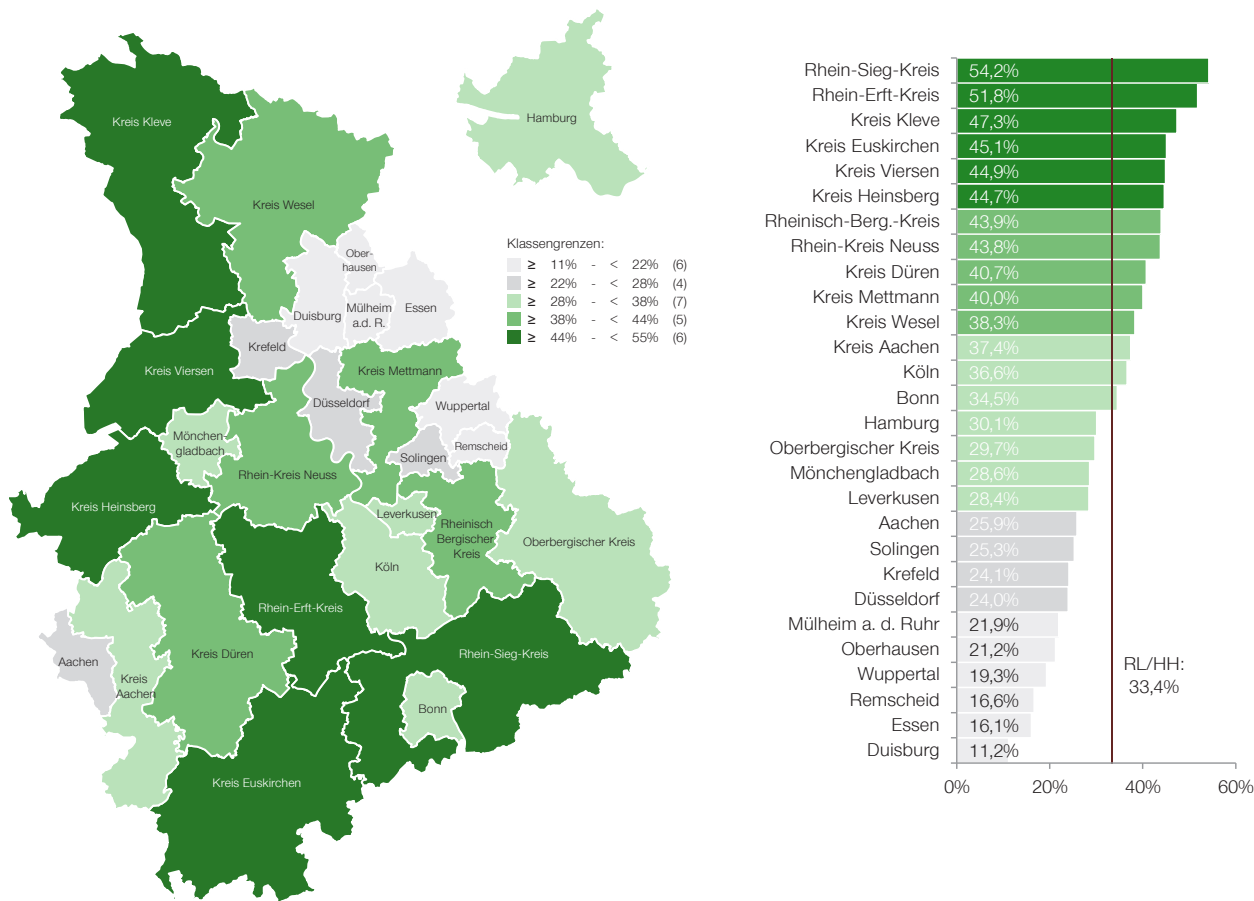 Kreis Kleve
Hamburg
Kreis Wesel
Ober-
hausen
Duisburg
Mülheim
a.d. R.
Essen
Krefeld
Kreis Viersen
Kreis Mettmann
Düsseldorf
Wuppertal
Mönchen-
gladbach
Remscheid
Solingen
Rhein-Kreis Neuss
Kreis Heinsberg
Leverkusen
Rheinisch
Bergischer
Kreis
Oberbergischer Kreis
Köln
Rhein-Erft-Kreis
Kreis Düren
Rhein-Sieg-Kreis
Aachen
Kreis
Aachen
Bonn
Kreis Euskirchen
Klassengrenzen:
≥ 11% - < 22% (6)
≥ 22% - < 28% (4)
≥ 28% - < 38% (7)
≥ 38% - < 44% (5)
≥ 44% - < 55% (6)
Rhein-Sieg-Kreis 54,2%
Rhein-Erft-Kreis 51,8%
Kreis Kleve 47,3%
Kreis Euskirchen 45,1%
Kreis Viersen 44,9%
Kreis Heinsberg 44,7%
Rheinisch-Berg.-Kreis 43,9%
Rhein-Kreis Neuss 43,8%
Kreis Düren 40,7%
Kreis Mettmann 40,0%
Kreis Wesel 38,3%
Kreis Aachen 37,4%
Köln 36,6%
Bonn 34,5%
Hamburg 30,1%
Oberbergischer Kreis 29,7%
Mönchengladbach 28,6%
Leverkusen 28,4%
Aachen 25,9%
Solingen 25,3%
Krefeld 24,1%
Düsseldorf 24,0%
Mülheim a. d. Ruhr 21,9%
Oberhausen 21,2%
Wuppertal 19,3%
Remscheid 16,6%
Essen 16,1%
Duisburg 11,2%
RL/HH:
33,4%
0% 20% 40% 60%